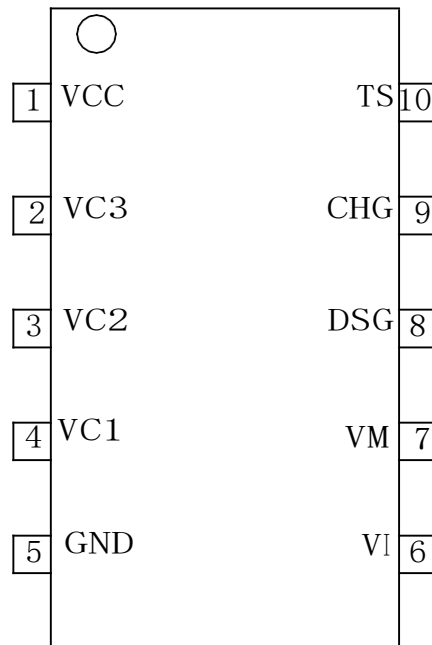 1 VCC TS 10
2 VC3 CHG 9
3 VC2 DSG 8
4 VC1 VM 7
5 GND VI 6